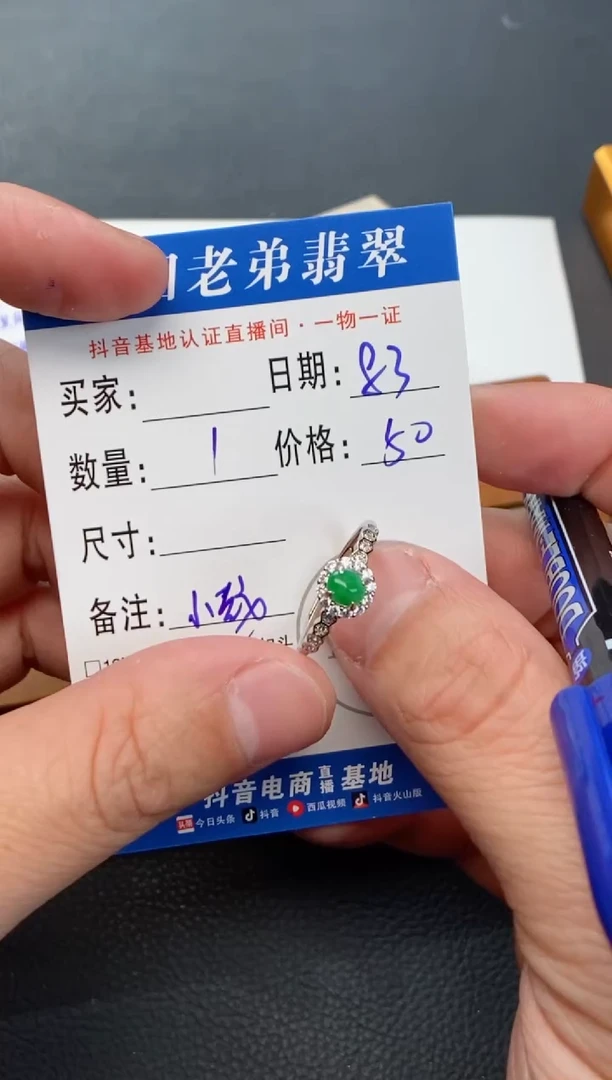 老弟翡翠
抖音基地认证直播间·一物一证
买家: 日期: 83
数量: 1 价格: 50
尺寸:
备注:
抖音电商直播基地
头条 今日头条 抖音 西瓜视频 抖音火山版